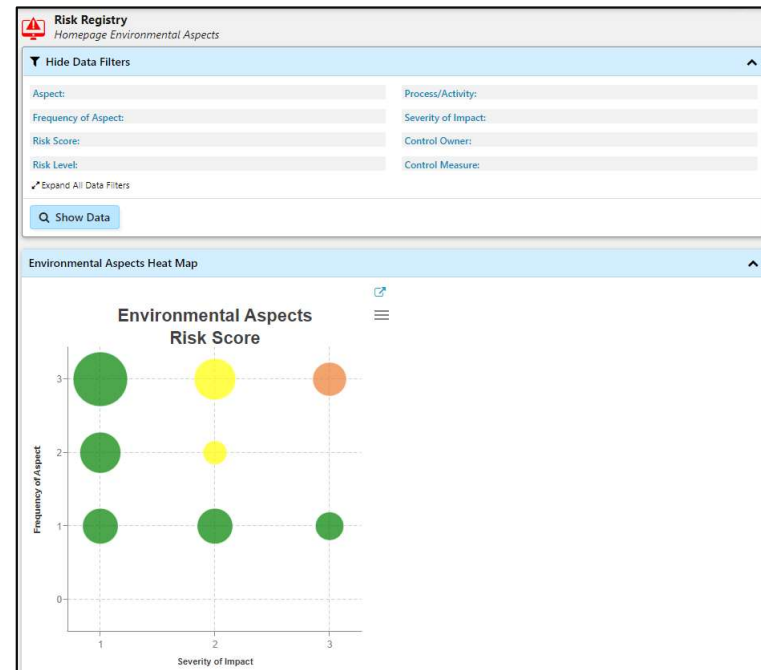 Risk Registry
Homepage Environmental Aspects
Hide Data Filters
Aspect: Process/Activity:
Frequency of Aspect: Severity of Impact:
Risk Score: Control Owner:
Risk Level: Control Measure:
Expand All Data Filters
Show Data
Environmental Aspects Heat Map
Environmental Aspects
Risk Score
Frequency of Aspect
3
2
1
0
1 2 3
Severity of Impact